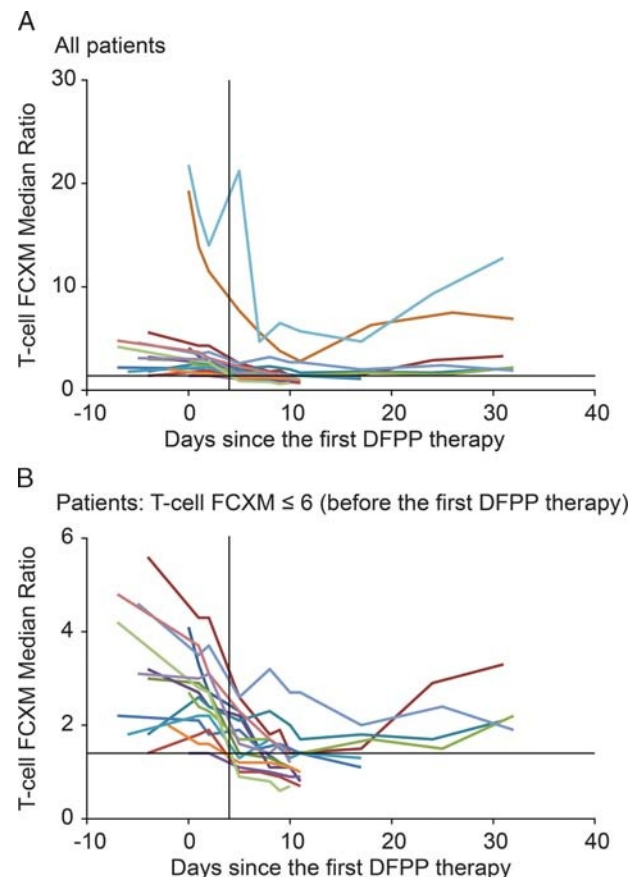 A
All patients
30
20
10
0
T-cell FCXM Median Ratio
-10 0 10 20 30 40
Days since the first DFPP therapy
B
Patients: T-cell FCXM ≤ 6 (before the first DFPP therapy)
6
4
2
0
T-cell FCXM Median Ratio
-10 0 10 20 30 40
Days since the first DFPP therapy